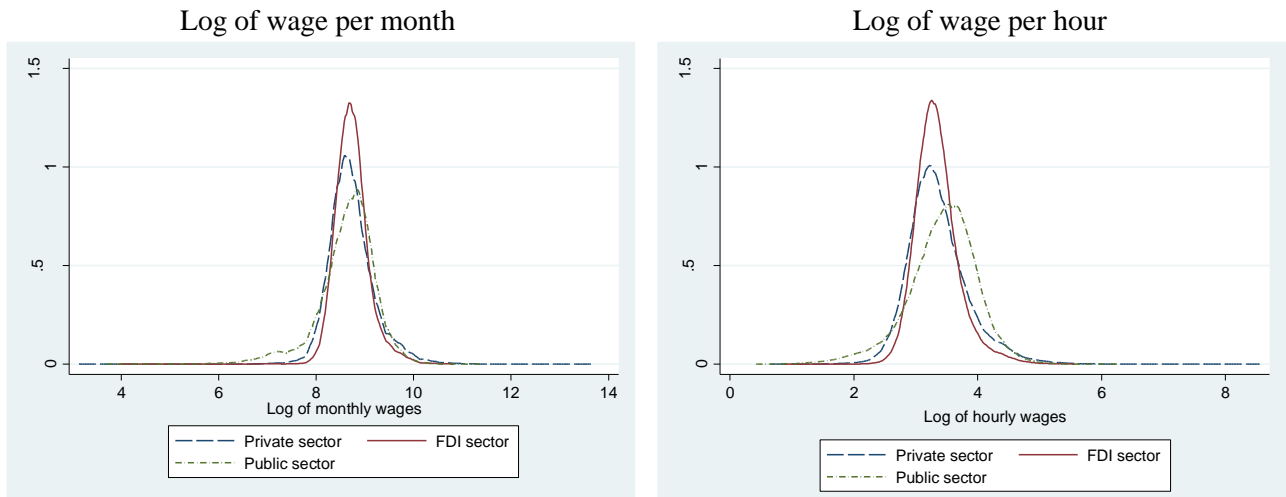 Log of wage per month
1.5
1
.5
0
4 6 8 10 12 14
Log of monthly wages
Private sector FDI sector
Public sector
Log of wage per hour
1.5
1
.5
0
0 2 4 6 8
Log of hourly wages
Private sector FDI sector
Public sector